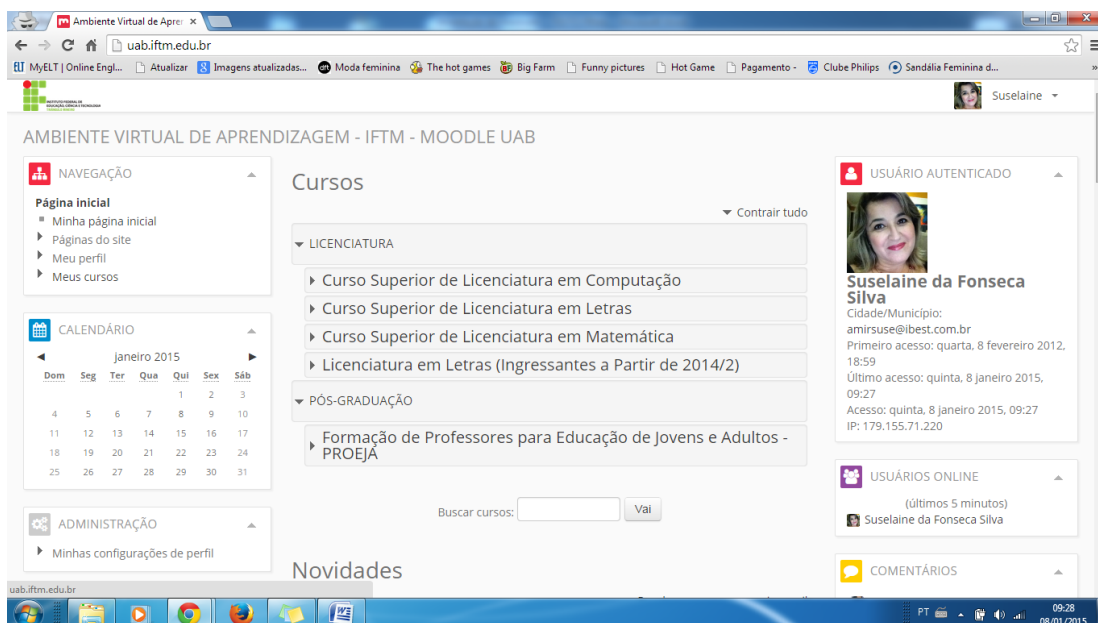 Ambiente Virtual de Apren
uab.iftm.edu.br
MyELT | Online Engl... Atualizar Imagens atualizadas... Moda feminina The hot games Big Farm Funny pictures Hot Game Pagamento - Clube Philips Sandália Feminina d...
Suselaine
AMBIENTE VIRTUAL DE APRENDIZAGEM - IFTM - MOODLE UAB
NAVEGAÇÃO
Página inicial
Minha página inicial
Páginas do site
Meu perfil
Meus cursos
CALENDÁRIO
janeiro 2015
Dom Seg Ter Qua Qui Sex Sáb
1 2 3
4 5 6 7 8 9 10
11 12 13 14 15 16 17
18 19 20 21 22 23 24
25 26 27 28 29 30 31
ADMINISTRAÇÃO
Minhas configurações de perfil
Cursos
Contrair tudo
LICENCIATURA
Curso Superior de Licenciatura em Computação
Curso Superior de Licenciatura em Letras
Curso Superior de Licenciatura em Matemática
Licenciatura em Letras (Ingressantes a Partir de 2014/2)
PÓS-GRADUAÇÃO
Formação de Professores para Educação de Jovens e Adultos -
PROEJA
Buscar cursos: Vai
Novidades
USUÁRIO AUTENTICADO
Suselaine da Fonseca
Silva
Cidade/Município:
amirsuse@ibest.com.br
Primeiro acesso: quarta, 8 fevereiro 2012,
18:59
Último acesso: quinta, 8 janeiro 2015,
09:27
Acesso: quinta, 8 janeiro 2015, 09:27
IP: 179.155.71.220
USUÁRIOS ONLINE
(últimos 5 minutos)
Suselaine da Fonseca Silva
COMENTÁRIOS
uab.iftm.edu.br
PT
09:28
08/01/2015